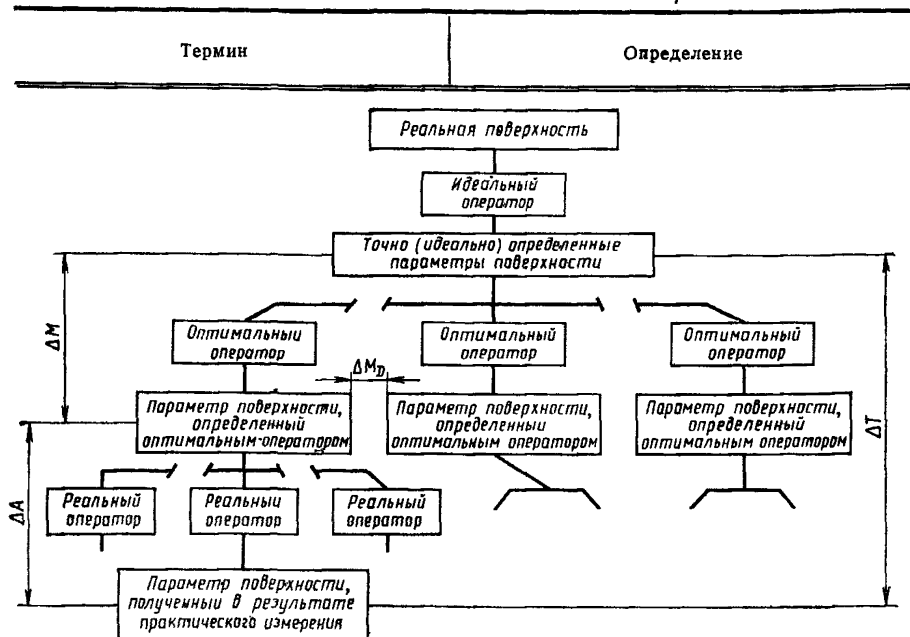 Термин
Определение
Реальная поверхность
Идеальный
оператор
Точно (идеально) определенные
параметры поверхности
ΔM
ΔT
Оптимальный
оператор
Оптимальный
оператор
Оптимальный
оператор
ΔM_D
Параметр поверхности,
определенный
оптимальным-оператором
Параметр поверхности,
определенный
оптимальным оператором
Параметр поверхности,
определенный
оптимальным оператором
ΔA
Реальный
оператор
Реальный
оператор
Реальный
оператор
Параметр поверхности,
полученный в результате
практического измерения